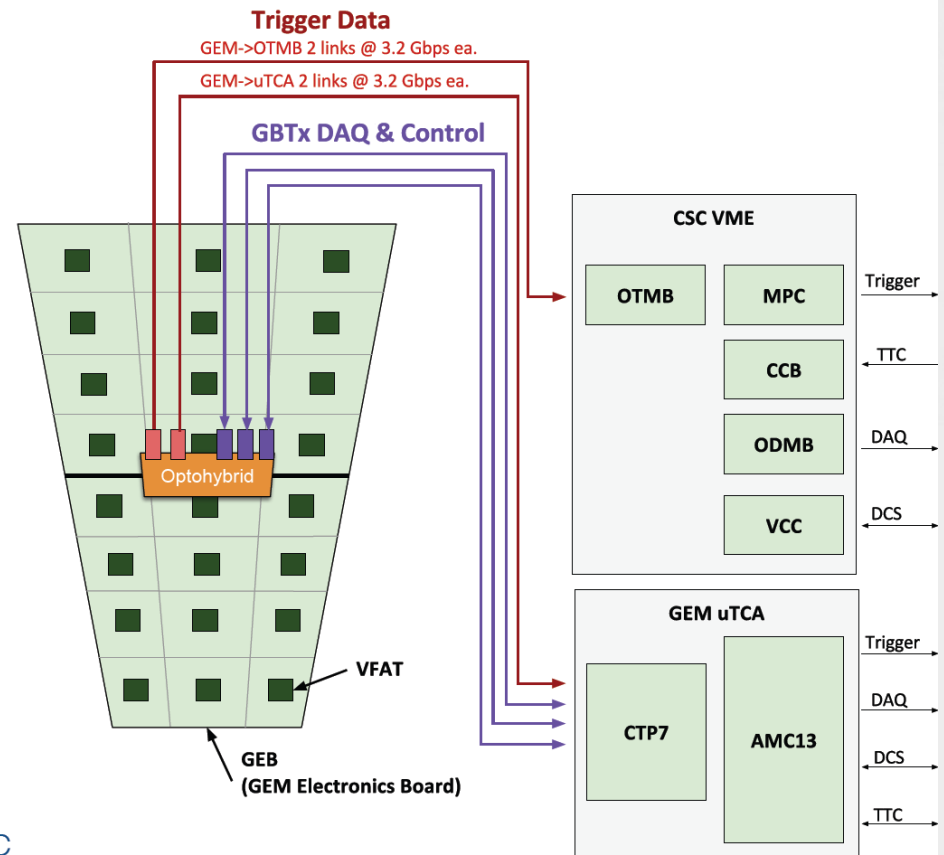 Trigger Data
GEM->OTMB 2 links @ 3.2 Gbps ea.
GEM->uTCA 2 links @ 3.2 Gbps ea.
GBTx DAQ & Control
Optohybrid
VFAT
GEB
(GEM Electronics Board)
CSC VME
OTMB
MPC
CCB
ODMB
VCC
Trigger
TTC
DAQ
DCS
GEM uTCA
CTP7
AMC13
Trigger
DAQ
DCS
TTC
C